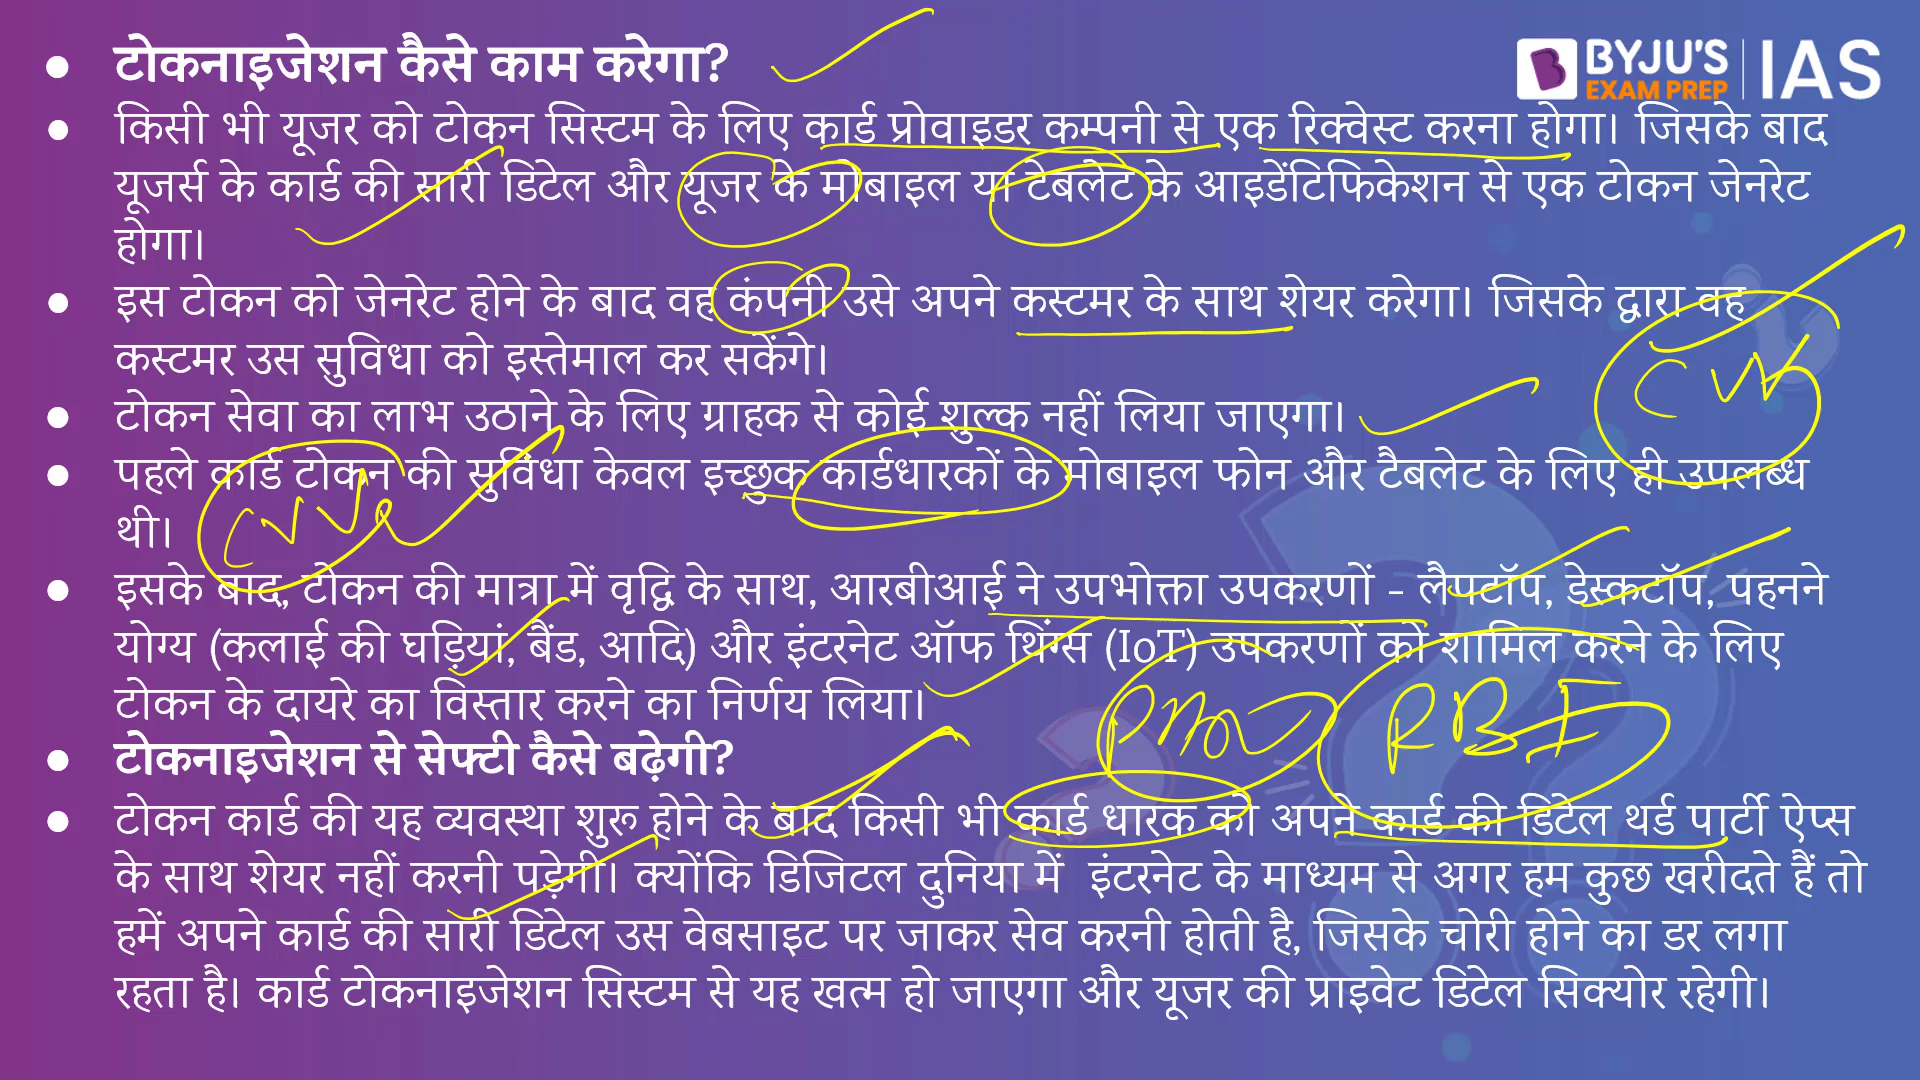 BYJU'S
EXAM PREP
IAS
• टोकनाइजेशन कैसे काम करेगा?
• किसी भी यूजर को टोकन सिस्टम के लिए कार्ड प्रोवाइडर कम्पनी से एक रिक्वेस्ट करना होगा। जिसके बाद
यूजर्स के कार्ड की सारी डिटेल और यूजर के मोबाइल या टेबलेट के आइडेंटिफिकेशन से एक टोकन जेनरेट
होगा।
• इस टोकन को जेनरेट होने के बाद वह कंपनी उसे अपने कस्टमर के साथ शेयर करेगा। जिसके द्वारा वह
कस्टमर उस सुविधा को इस्तेमाल कर सकेंगे।
• टोकन सेवा का लाभ उठाने के लिए ग्राहक से कोई शुल्क नहीं लिया जाएगा।
• पहले कार्ड टोकन की सुविधा केवल इच्छुक कार्डधारकों के मोबाइल फोन और टैबलेट के लिए ही उपलब्ध
थी।
• इसके बाद, टोकन की मात्रा में वृद्धि के साथ, आरबीआई ने उपभोक्ता उपकरणों - लैपटॉप, डेस्कटॉप, पहनने
योग्य (कलाई की घड़ियां, बैंड, आदि) और इंटरनेट ऑफ थिंग्स (IoT) उपकरणों को शामिल करने के लिए
टोकन के दायरे का विस्तार करने का निर्णय लिया।
RBI
• टोकनाइजेशन से सेफ्टी कैसे बढ़ेगी?
• टोकन कार्ड की यह व्यवस्था शुरू होने के बाद किसी भी कार्ड धारक को अपने कार्ड की डिटेल थर्ड पार्टी ऐप्स
के साथ शेयर नहीं करनी पड़ेगी। क्योंकि डिजिटल दुनिया में इंटरनेट के माध्यम से अगर हम कुछ खरीदते हैं तो
हमें अपने कार्ड की सारी डिटेल उस वेबसाइट पर जाकर सेव करनी होती है, जिसके चोरी होने का डर लगा
रहता है। कार्ड टोकनाइजेशन सिस्टम से यह खत्म हो जाएगा और यूजर की प्राइवेट डिटेल सिक्योर रहेगी।